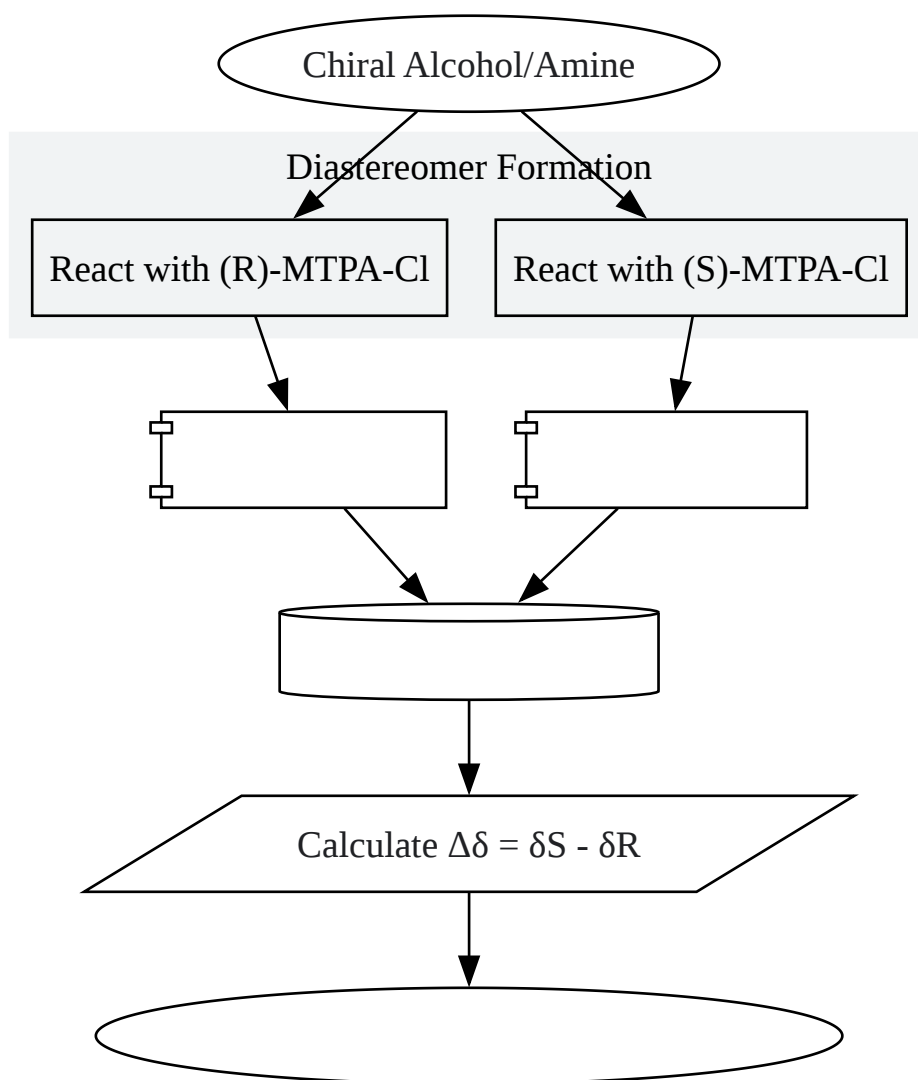 Chiral Alcohol/Amine
Diastereomer Formation
React with (R)-MTPA-Cl
React with (S)-MTPA-Cl
Calculate Δδ = δS - δR